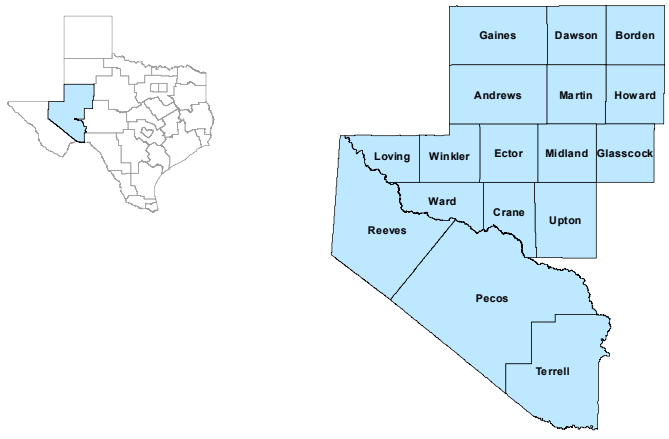 Gaines Dawson Borden
Andrews Martin Howard
Loving Winkler Ector Midland Glasscock
Ward Crane Upton
Reeves
Pecos
Terrell